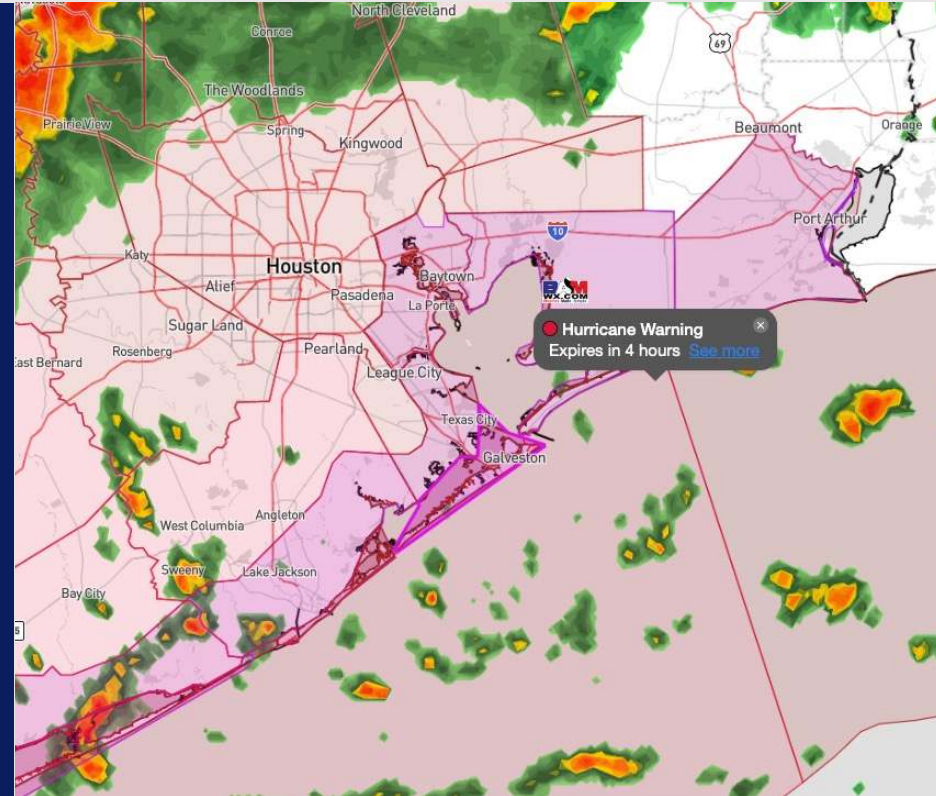 North Cleveland
Conroe
69
The Woodlands
Prairie View
Spring
Kingwood
Beaumont
Orange
Port Arthur
10
Katy
Houston
Baytown
Alief
Pasadena
La Porte
BAM
WX.COM
Sugar Land
Hurricane Warning
Expires in 4 hours See more
Pearland
Rosenberg
East Bernard
League City
Texas City
Galveston
Angleton
West Columbia
Sweeny
Lake Jackson
Bay City
5